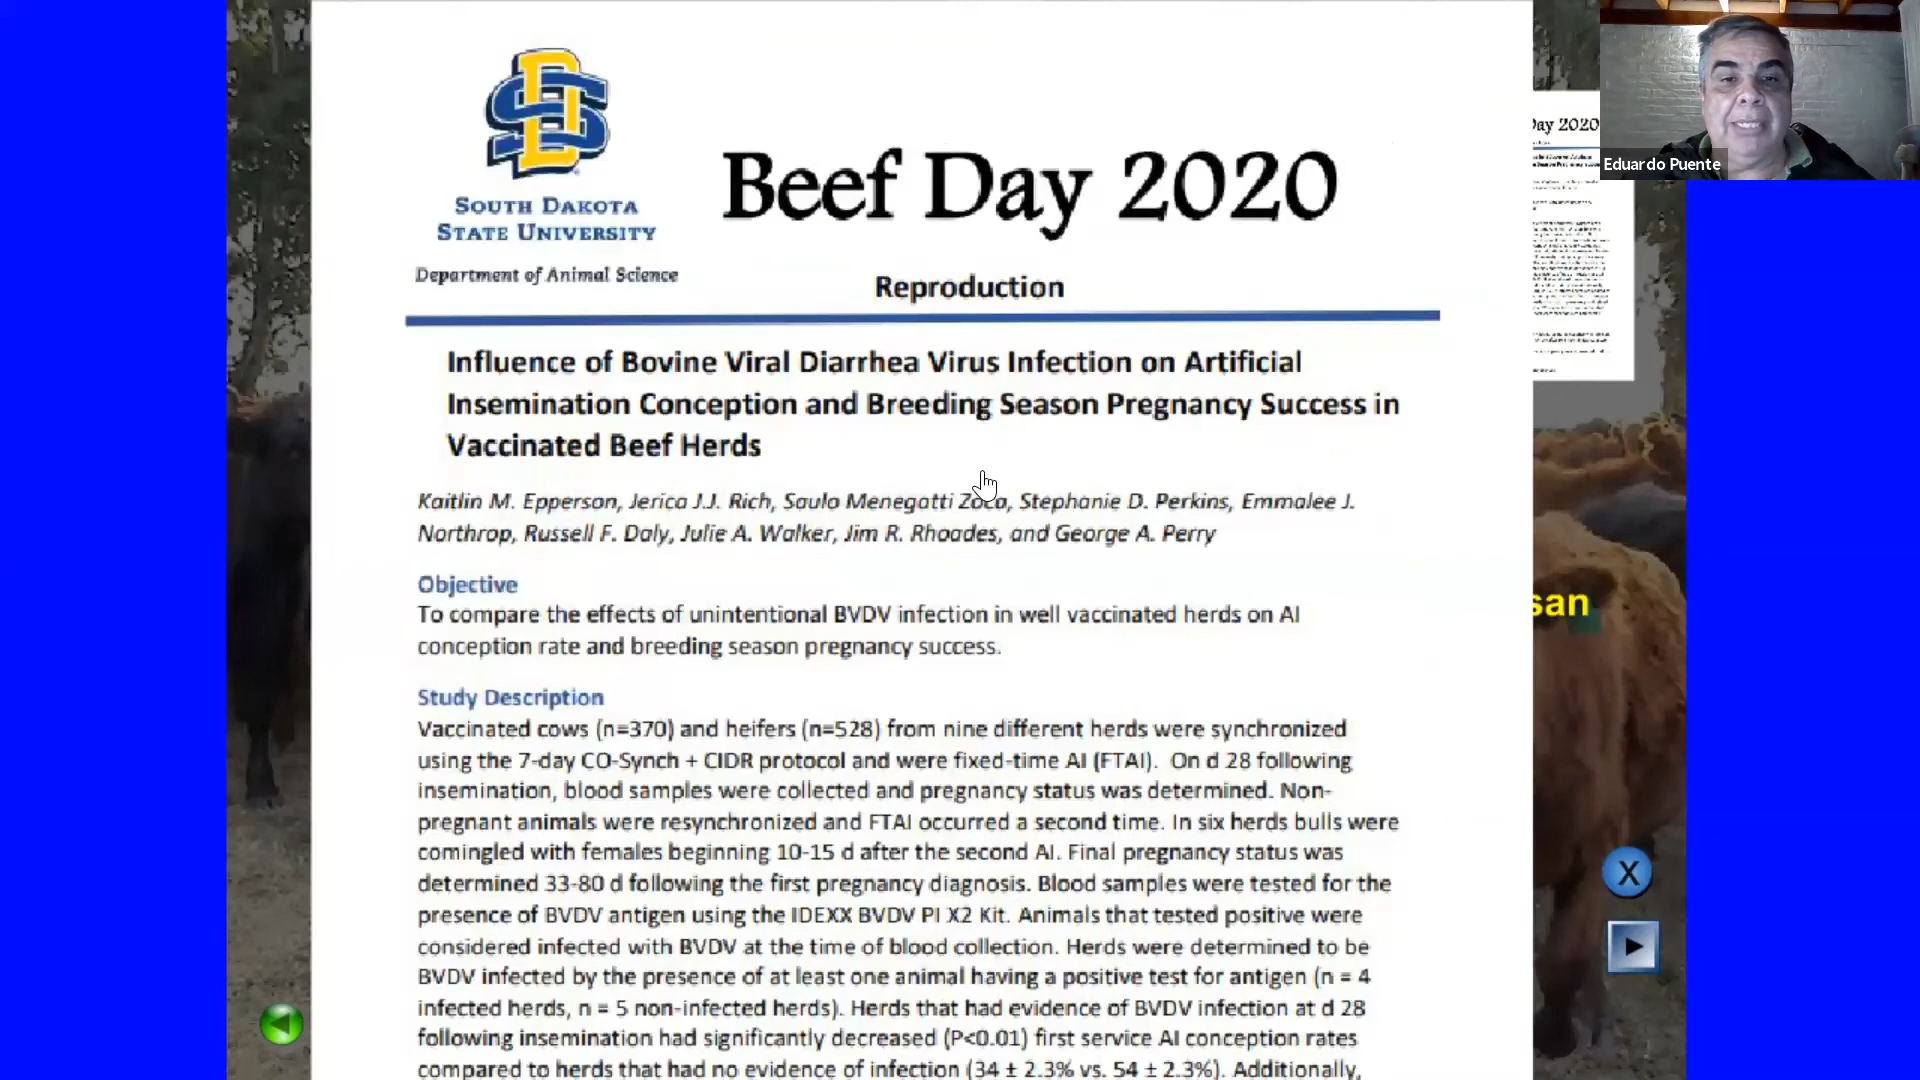 SOUTH DAKOTA
STATE UNIVERSITY
Department of Animal Science
Beef Day 2020
Reproduction
Influence of Bovine Viral Diarrhea Virus Infection on Artificial
Insemination Conception and Breeding Season Pregnancy Success in
Vaccinated Beef Herds
Kaitlin M. Epperson, Jerica J.J. Rich, Saulo Menegatti Zoca, Stephanie D. Perkins, Emmalee J.
Northrop, Russell F. Daly, Julie A. Walker, Jim R. Rhoades, and George A. Perry
Objective
To compare the effects of unintentional BVDV infection in well vaccinated herds on AI
conception rate and breeding season pregnancy success.
Study Description
Vaccinated cows (n=370) and heifers (n=528) from nine different herds were synchronized
using the 7-day CO-Synch + CIDR protocol and were fixed-time AI (FTAI). On d 28 following
insemination, blood samples were collected and pregnancy status was determined. Non-
pregnant animals were resynchronized and FTAI occurred a second time. In six herds bulls were
comingled with females beginning 10-15 d after the second AI. Final pregnancy status was
determined 33-80 d following the first pregnancy diagnosis. Blood samples were tested for the
presence of BVDV antigen using the IDEXX BVDV PI X2 Kit. Animals that tested positive were
considered infected with BVDV at the time of blood collection. Herds were determined to be
BVDV infected by the presence of at least one animal having a positive test for antigen (n = 4
infected herds, n = 5 non-infected herds). Herds that had evidence of BVDV infection at d 28
following insemination had significantly decreased (P<0.01) first service AI conception rates
compared to herds that had no evidence of infection (34 ± 2.3% vs. 54 ± 2.3%). Additionally,
Day 2020
Eduardo Puente
san
X